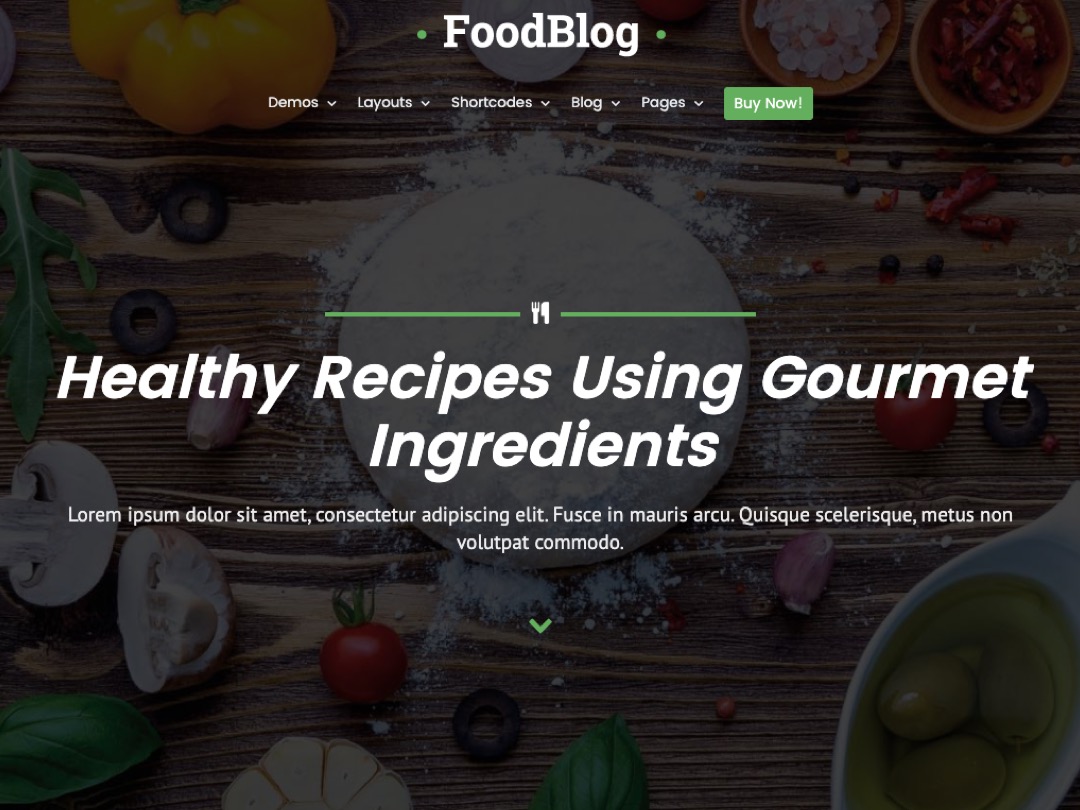 FoodBlog
Demos Layouts Shortcodes Blog Pages Buy Now!
Healthy Recipes Using Gourmet
Ingredients
Lorem ipsum dolor sit amet, consectetur adipiscing elit. Fusce in mauris arcu. Quisque scelerisque, metus non
volutpat commodo.